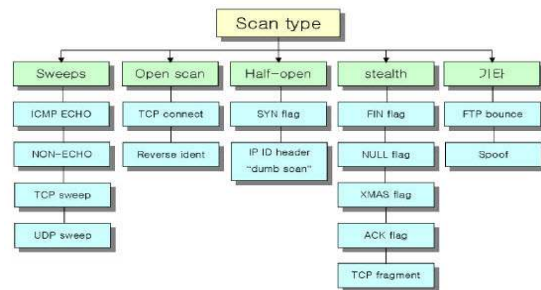 Scan type
Sweeps
Open scan
Half-open
stealth
기타
ICMP ECHO
TCP connect
SYN flag
FIN flag
FTP bounce
NON-ECHO
Reverse ident
IP ID header
"dumb scan"
NULL flag
Spoof
TCP sweep
XMAS flag
UDP sweep
ACK flag
TCP fragment